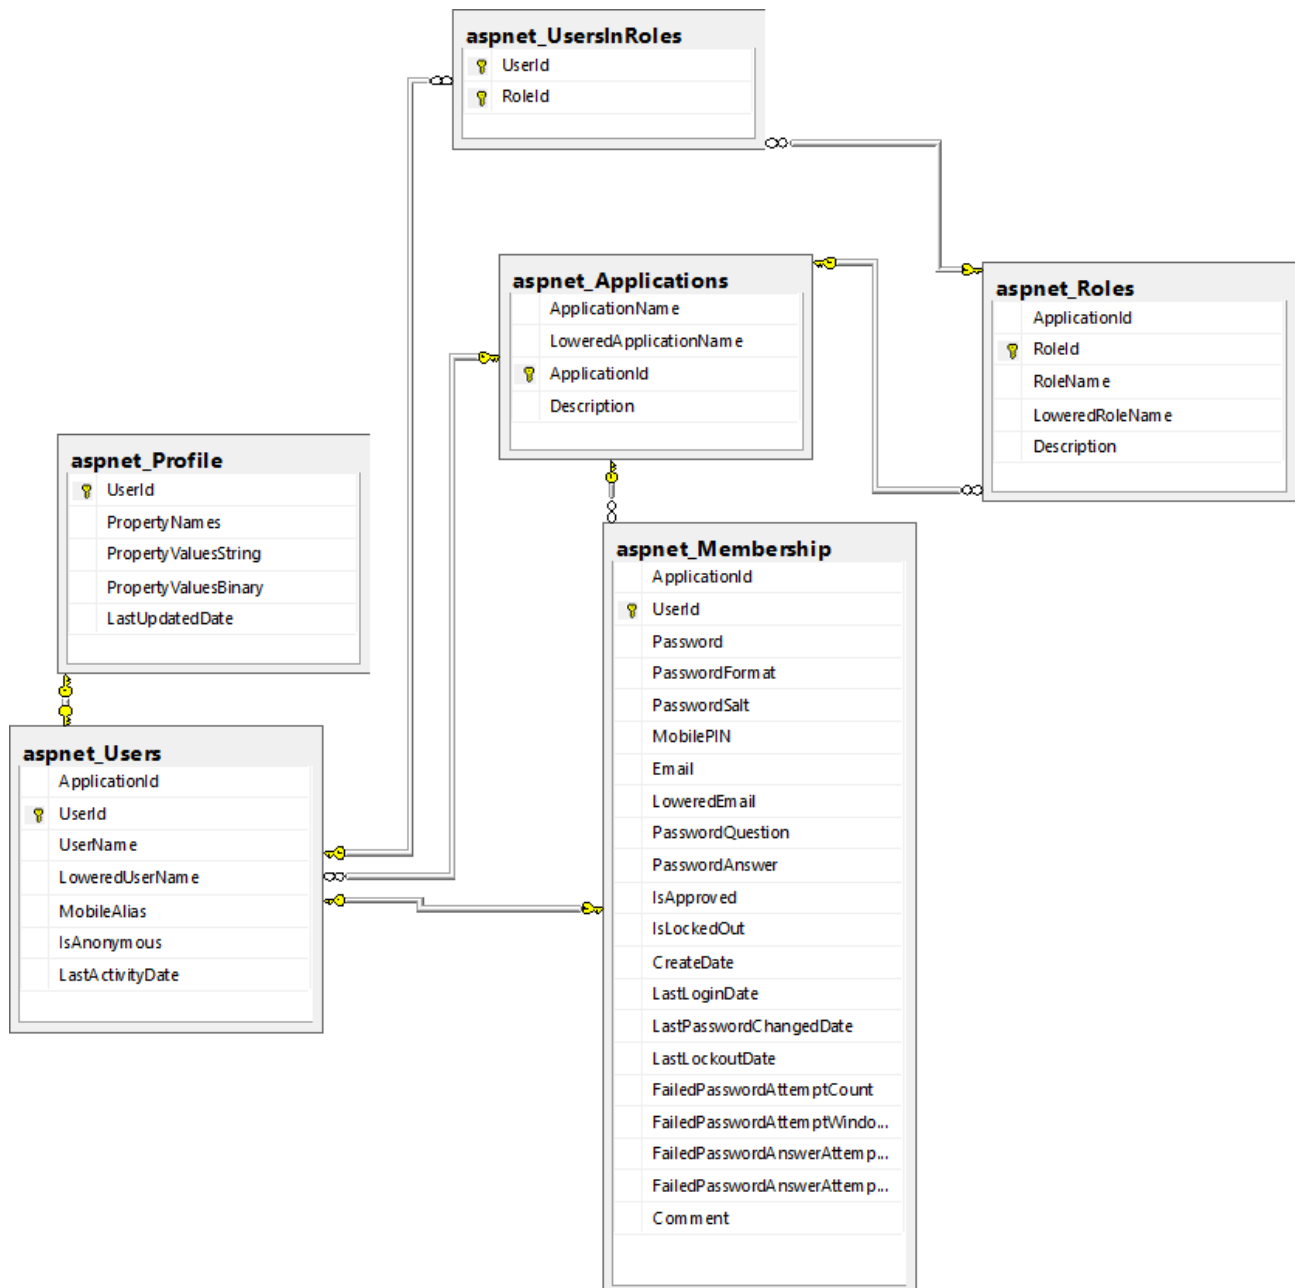 aspnet_UsersInRoles
UserId
RoleId
aspnet_Applications
ApplicationName
LoweredApplicationName
ApplicationId
Description
aspnet_Roles
ApplicationId
RoleId
RoleName
LoweredRoleName
Description
aspnet_Profile
UserId
PropertyNames
PropertyValuesString
PropertyValuesBinary
LastUpdatedDate
aspnet_Membership
ApplicationId
UserId
Password
PasswordFormat
PasswordSalt
MobilePIN
Email
LoweredEmail
PasswordQuestion
PasswordAnswer
IsApproved
IsLockedOut
CreateDate
LastLoginDate
LastPasswordChangedDate
LastLockoutDate
FailedPasswordAttemptCount
FailedPasswordAttemptWindo...
FailedPasswordAnswerAttemp...
FailedPasswordAnswerAttemp...
Comment
aspnet_Users
ApplicationId
UserId
UserName
LoweredUserName
MobileAlias
IsAnonymous
LastActivityDate